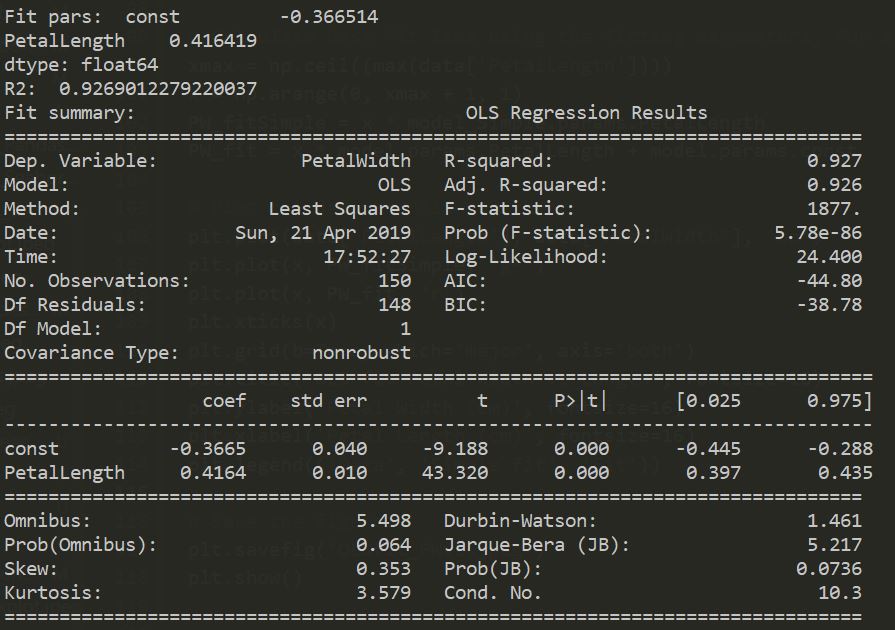 Fit pars:  const         -0.366514
PetalLength    0.416419
dtype: float64
R2:  0.9269012279220037
Fit summary:                              OLS Regression Results
==============================================================================
Dep. Variable:             PetalWidth   R-squared:                       0.927
Model:                            OLS   Adj. R-squared:                  0.926
Method:                 Least Squares   F-statistic:                     1877.
Date:                Sun, 21 Apr 2019   Prob (F-statistic):           5.78e-86
Time:                        17:52:27   Log-Likelihood:                 24.400
No. Observations:                 150   AIC:                            -44.80
Df Residuals:                     148   BIC:                            -38.78
Df Model:                           1
Covariance Type:            nonrobust
===============================================================================
                  coef    std err          t      P>|t|      [0.025      0.975]
-------------------------------------------------------------------------------
const          -0.3665      0.040     -9.188      0.000      -0.445      -0.288
PetalLength     0.4164      0.010     43.320      0.000       0.397       0.435
==============================================================================
Omnibus:                        5.498   Durbin-Watson:                   1.461
Prob(Omnibus):                  0.064   Jarque-Bera (JB):                5.217
Skew:                           0.353   Prob(JB):                       0.0736
Kurtosis:                       3.579   Cond. No.                         10.3
==============================================================================